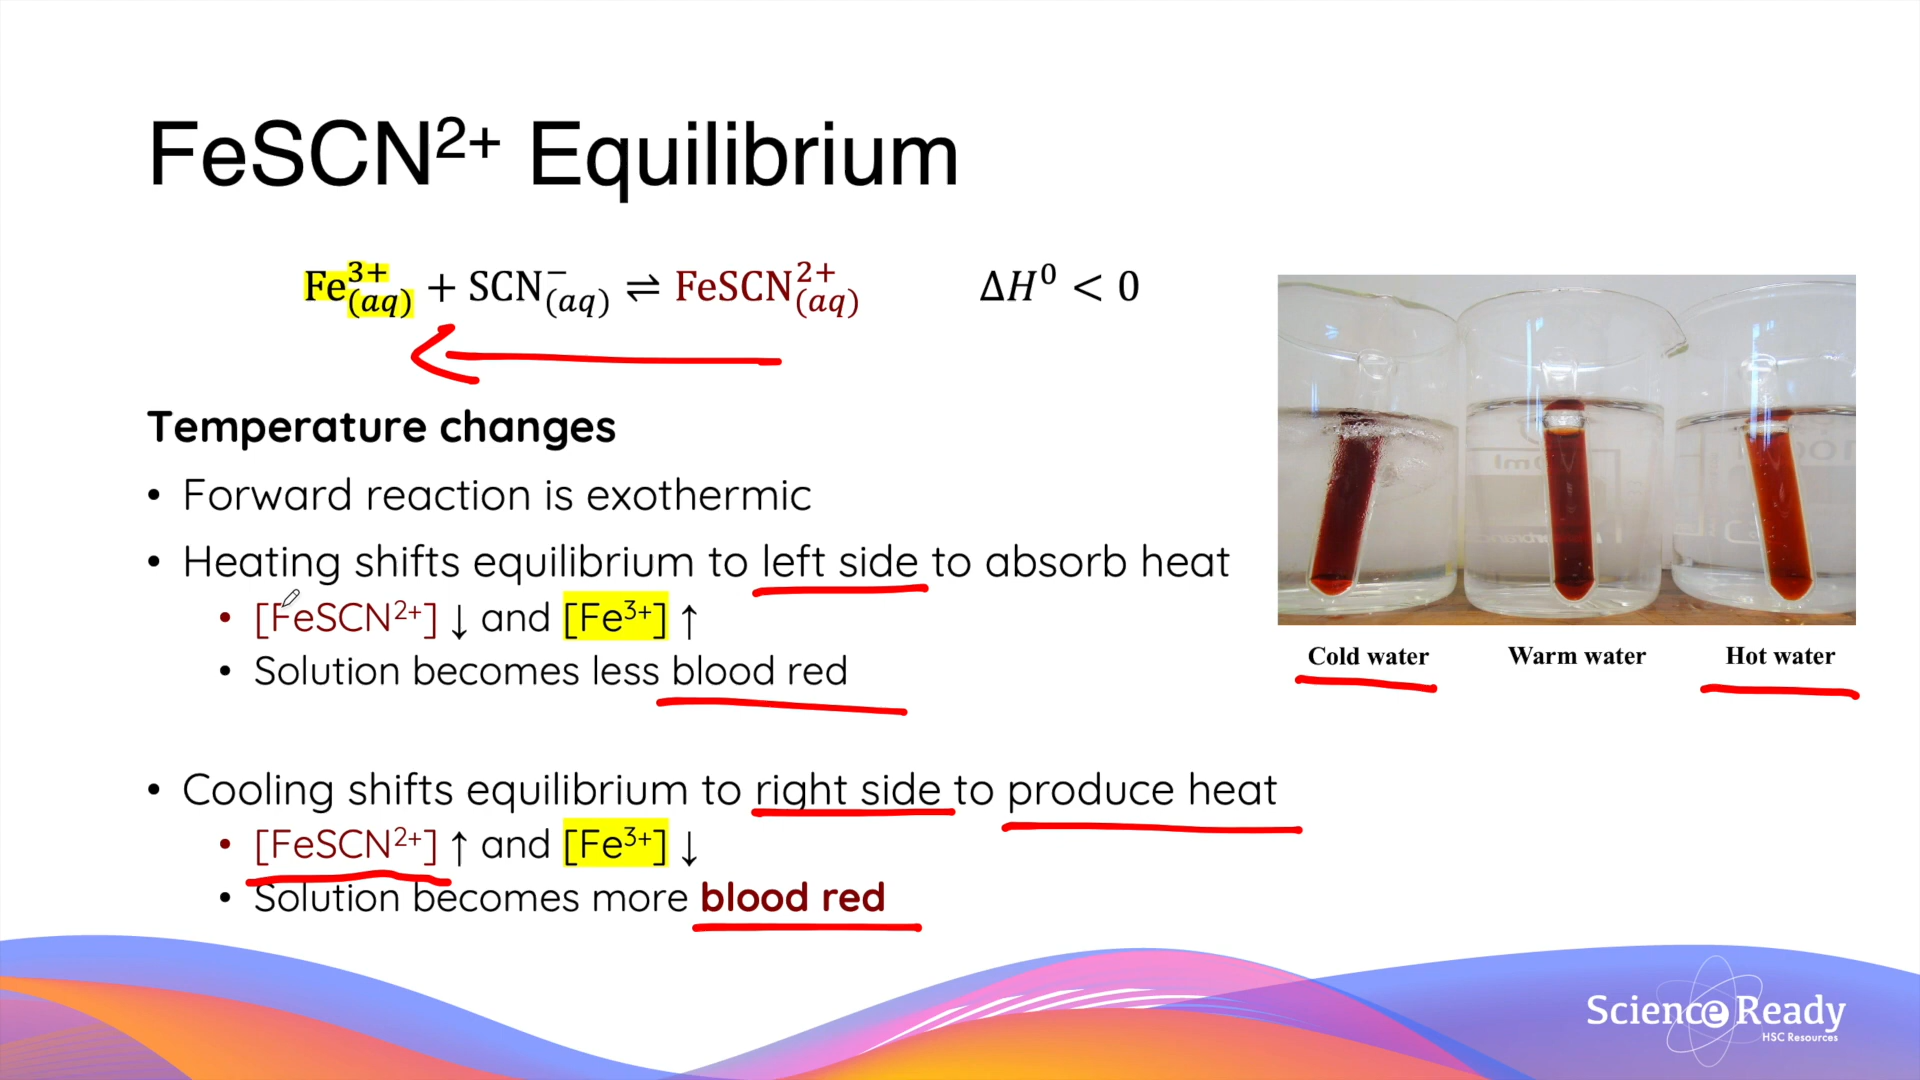 FeSCN²⁺ Equilibrium
Fe³⁺(aq) + SCN⁻(aq) ⇌ FeSCN²⁺(aq) ΔH⁰ < 0
Temperature changes
• Forward reaction is exothermic
• Heating shifts equilibrium to left side to absorb heat
• [FeSCN²⁺] ↓ and [Fe³⁺] ↑
• Solution becomes less blood red
Cold water Warm water Hot water
• Cooling shifts equilibrium to right side to produce heat
• [FeSCN²⁺] ↑ and [Fe³⁺] ↓
• Solution becomes more blood red
Science Ready
HSC Resources